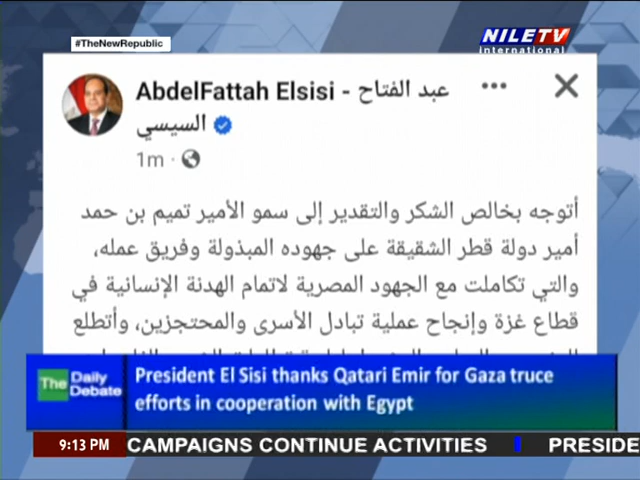 #TheNewRepublic
NILE TV
international
AbdelFattah Elsisi - عبد الفتاح
السيسي
1m
أتوجه بخالص الشكر والتقدير إلى سمو الأمير تميم بن حمد
أمير دولة قطر الشقيقة على جهوده المبذولة وفريق عمله،
والتي تكاملت مع الجهود المصرية لاتمام الهدنة الإنسانية في
قطاع غزة وإنجاح عملية تبادل الأسرى والمحتجزين، وأتطلع
The Daily
Debate
President El Sisi thanks Qatari Emir for Gaza truce
efforts in cooperation with Egypt
9:13 PM CAMPAIGNS CONTINUE ACTIVITIES PRESIDE